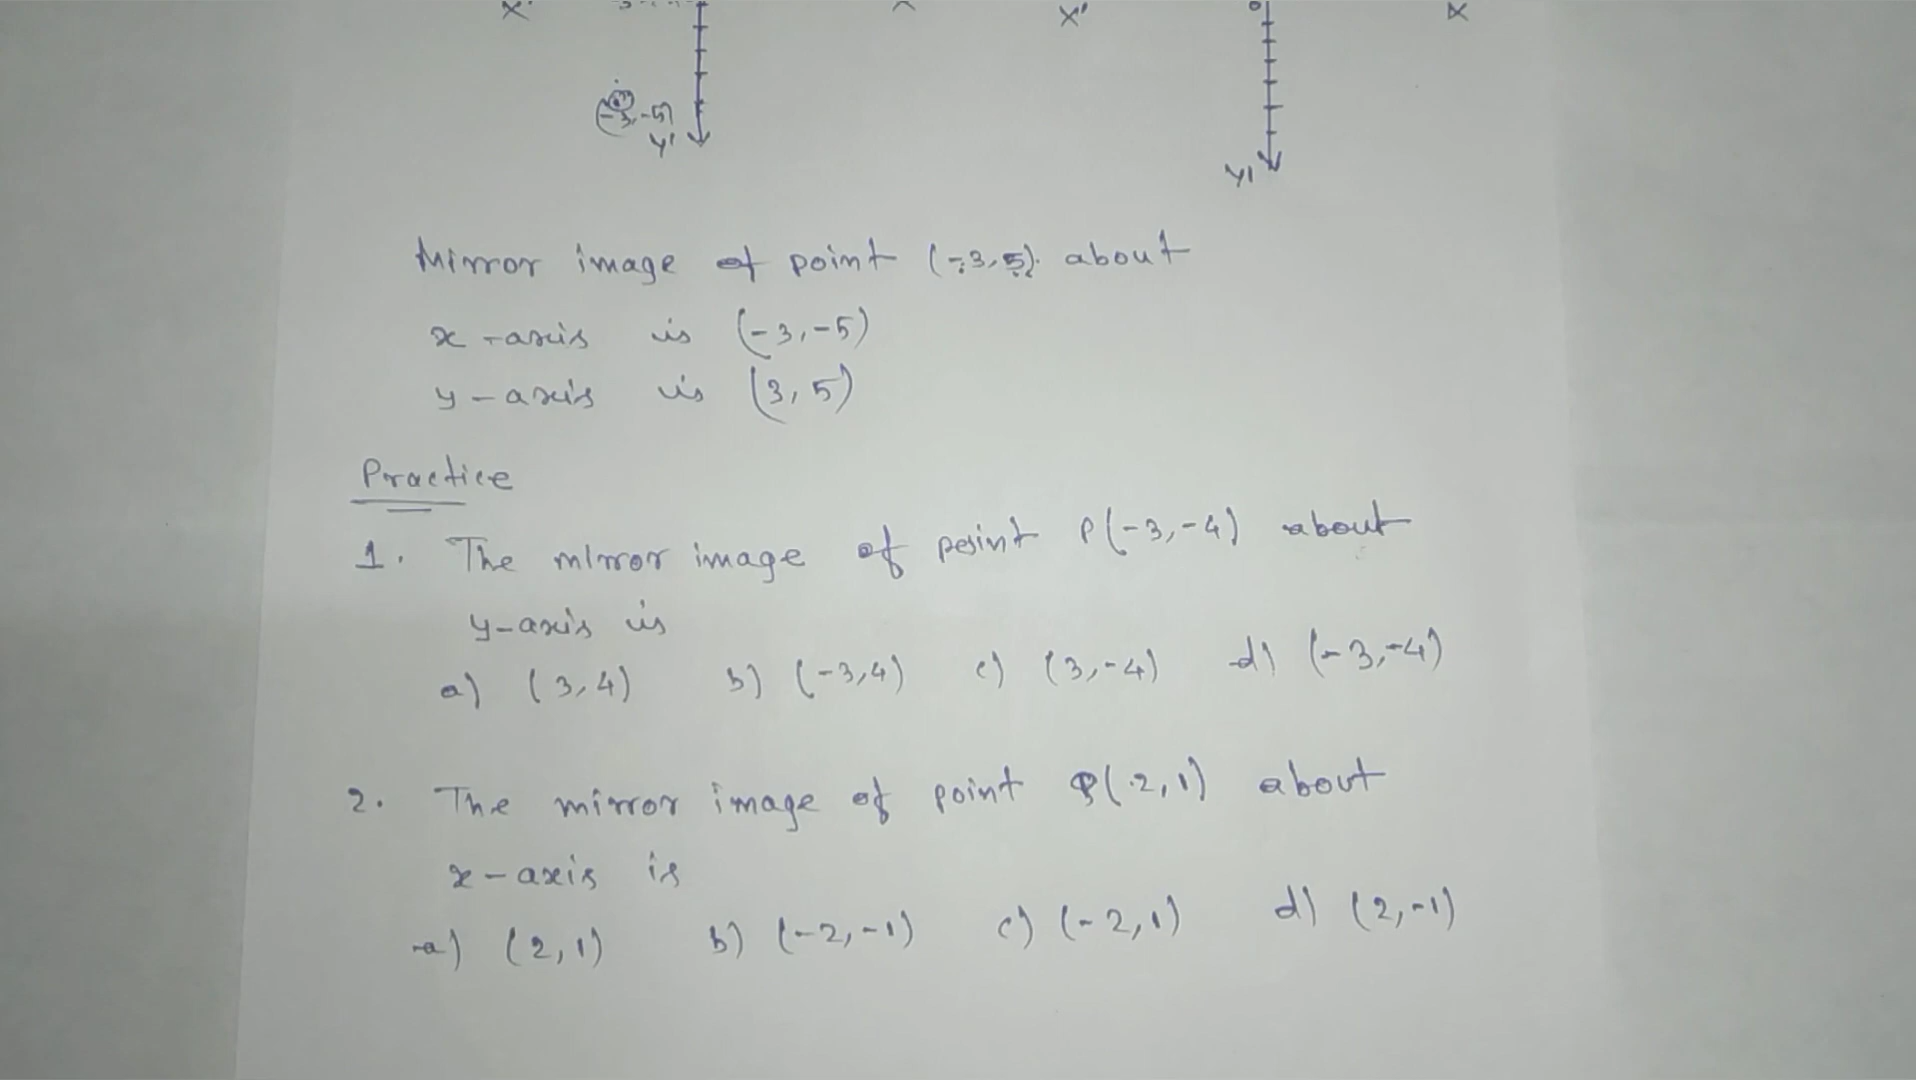 X'
X'
X
(-3,-5)
Y'
Y'
Mirror image of point (-3,5) about
x-axis is (-3,-5)
y-axis is (3,5)
Practice
1. The mirror image of point P(-3,-4) about
y-axis is
a) (3,4) b) (-3,4) c) (3,-4) d) (-3,-4)
2. The mirror image of point P(2,1) about
x-axis is
a) (2,1) b) (-2,-1) c) (-2,1) d) (2,-1)